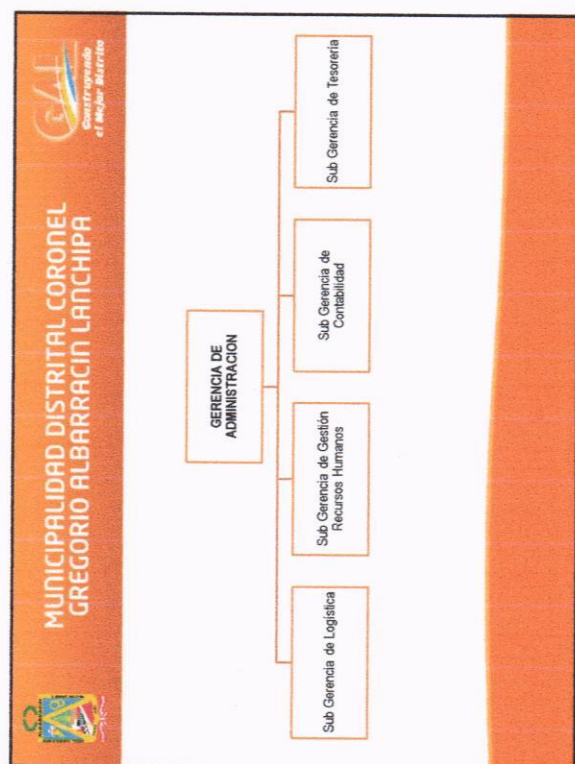 MUNICIPALIDAD DISTRITAL CORONEL
GREGORIO ALBARRACIN LANCHIPA
Construyendo
el Mejor Distrito
GERENCIA DE
ADMINISTRACION
Sub Gerencia de Logística
Sub Gerencia de Gestión
Recursos Humanos
Sub Gerencia de
Contabilidad
Sub Gerencia de Tesorería